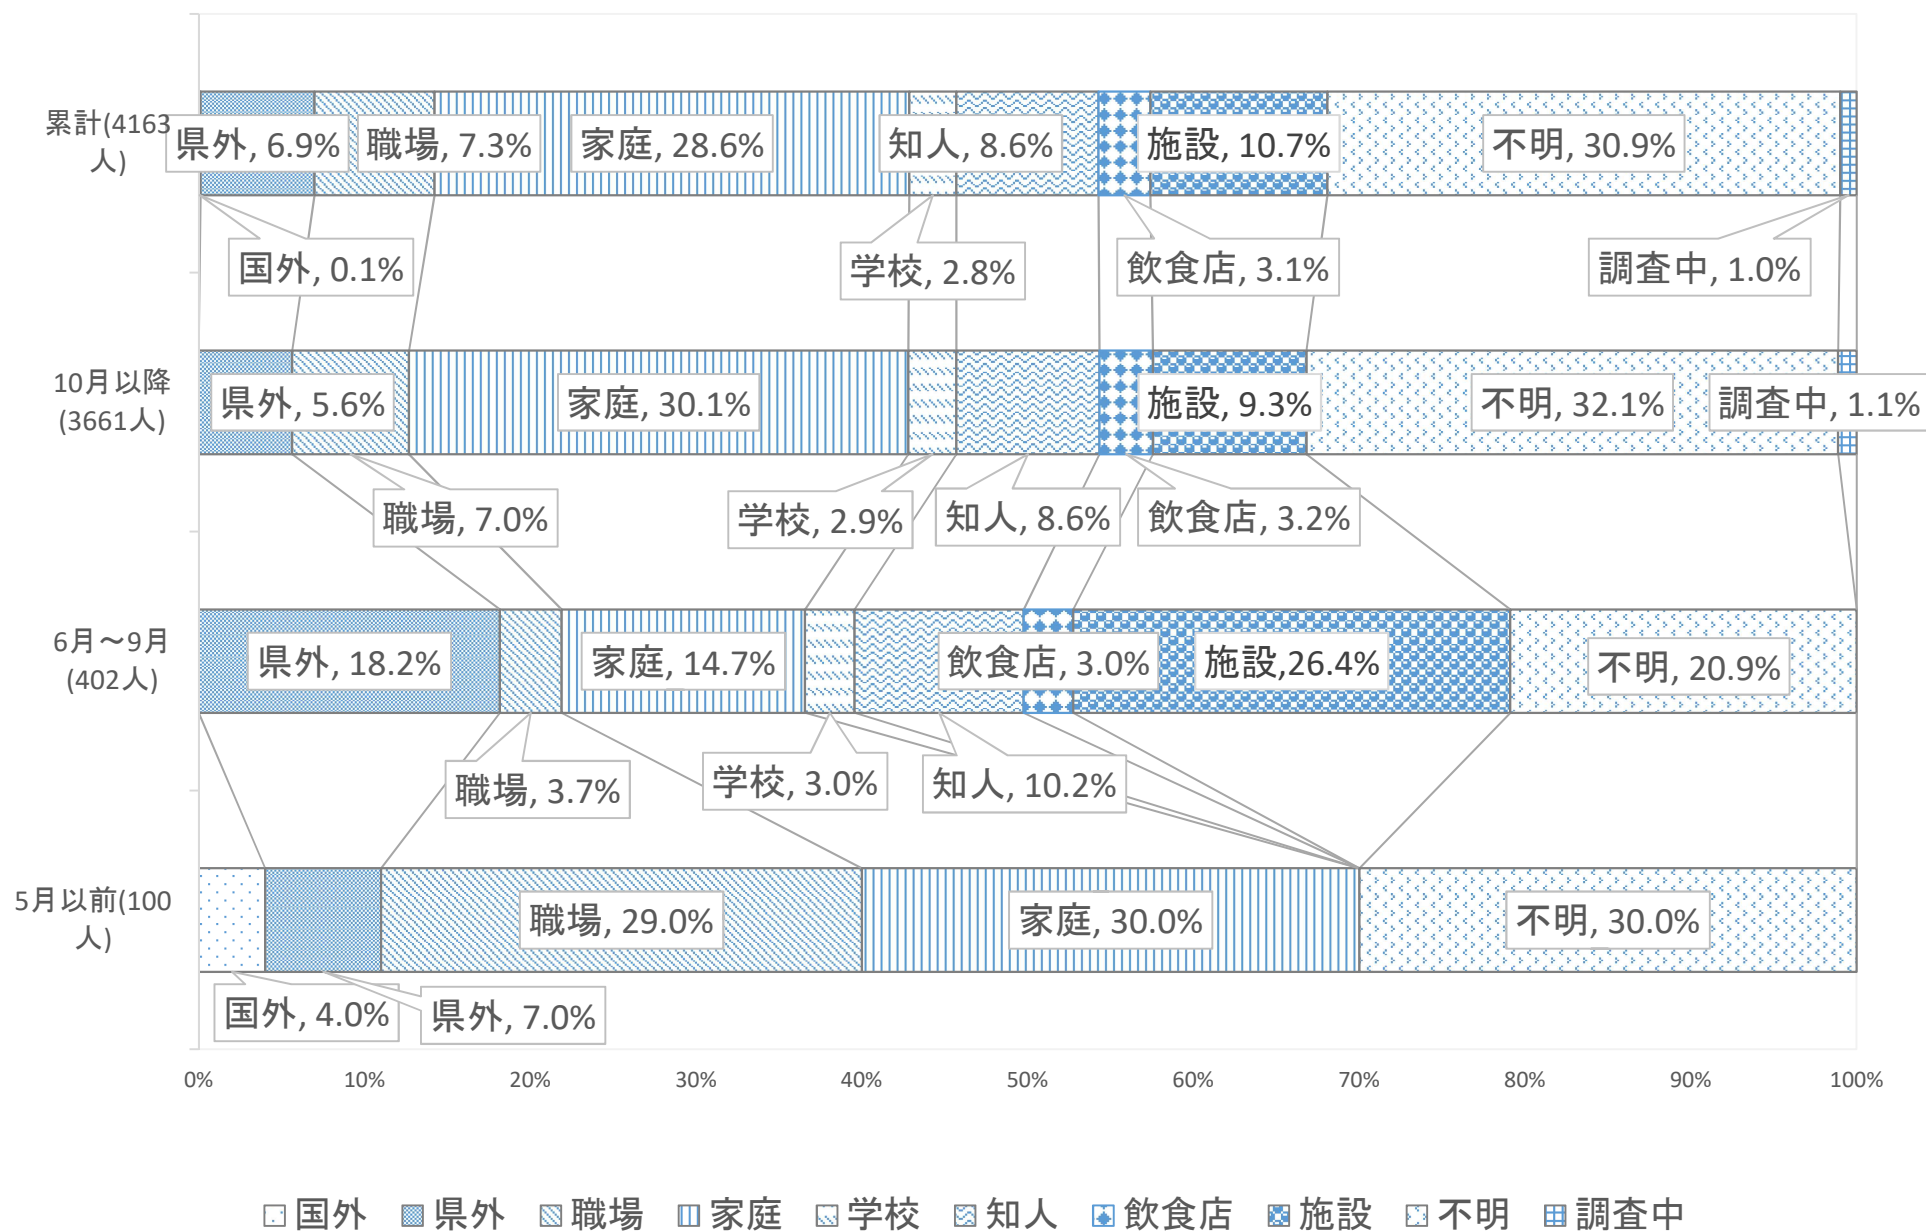 累計(4163
人)
県外, 6.9%
職場, 7.3%
家庭, 28.6%
知人, 8.6%
施設, 10.7%
不明, 30.9%
国外, 0.1%
学校, 2.8%
飲食店, 3.1%
調査中, 1.0%
10月以降
(3661人)
県外, 5.6%
家庭, 30.1%
施設, 9.3%
不明, 32.1%
調査中, 1.1%
職場, 7.0%
学校, 2.9%
知人, 8.6%
飲食店, 3.2%
6月～9月
(402人)
県外, 18.2%
家庭, 14.7%
飲食店, 3.0%
施設,26.4%
不明, 20.9%
職場, 3.7%
学校, 3.0%
知人, 10.2%
5月以前(100
人)
職場, 29.0%
家庭, 30.0%
不明, 30.0%
国外, 4.0%
県外, 7.0%
0% 10% 20% 30% 40% 50% 60% 70% 80% 90% 100%
国外 県外 職場 家庭 学校 知人 飲食店 施設 不明 調査中